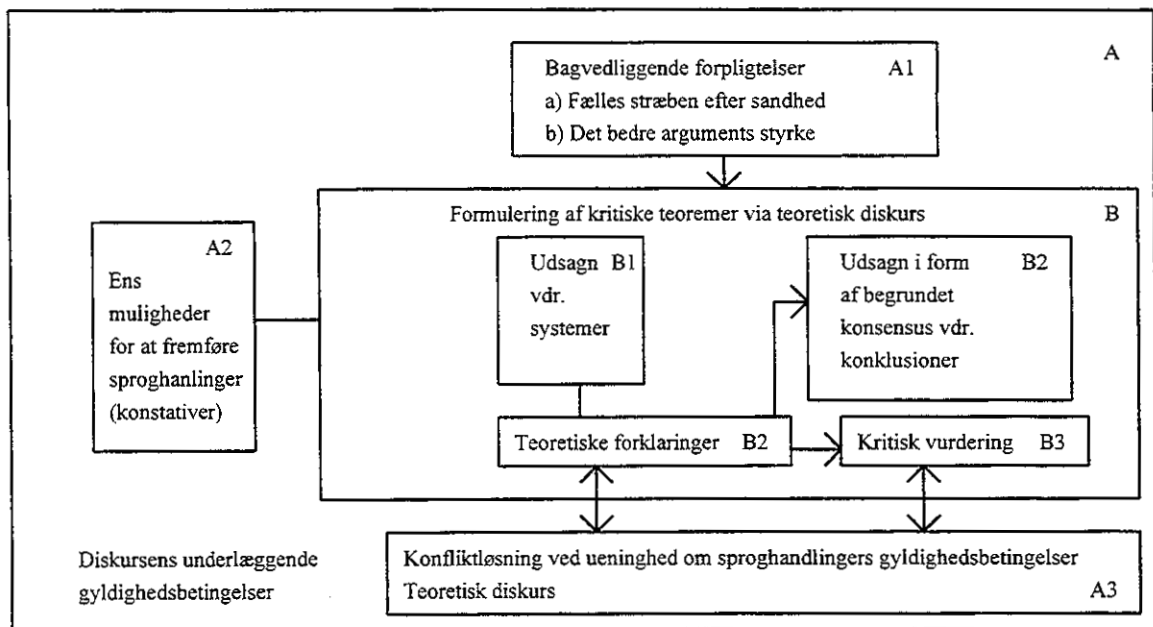 A
Bagvedliggende forpligtelser A1
a) Fælles stræben efter sandhed
b) Det bedre arguments styrke
Formulering af kritiske teoremer via teoretisk diskurs B
A2
Ens
muligheder
for at fremføre
sproghanlinger
(konstativer)
Udsagn B1
vdr.
systemer
Udsagn i form B2
af begrundet
konsensus vdr.
konklusioner
Teoretiske forklaringer B2
Kritisk vurdering B3
Diskursens underlæggende
gyldighedsbetingelser
Konfliktløsning ved uenighed om sproghandlingers gyldighedsbetingelser
Teoretisk diskurs
A3